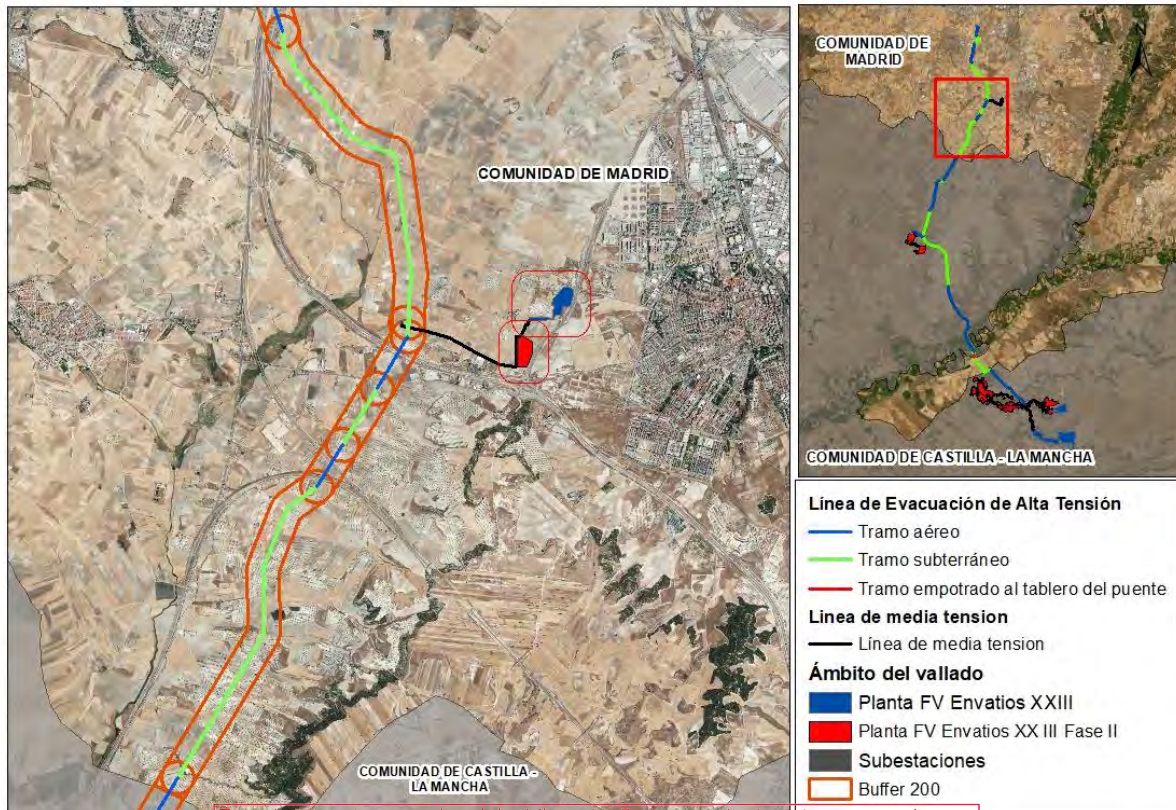 COMUNIDAD DE MADRID
COMUNIDAD DE CASTILLA -
LA MANCHA
COMUNIDAD DE
MADRID
COMUNIDAD DE CASTILLA - LA MANCHA
Línea de Evacuación de Alta Tensión
Tramo aéreo
Tramo subterráneo
Tramo empotrado al tablero del puente
Linea de media tension
Línea de media tension
Ámbito del vallado
Planta FV Envatios XXIII
Planta FV Envatios XX III Fase II
Subestaciones
Buffer 200